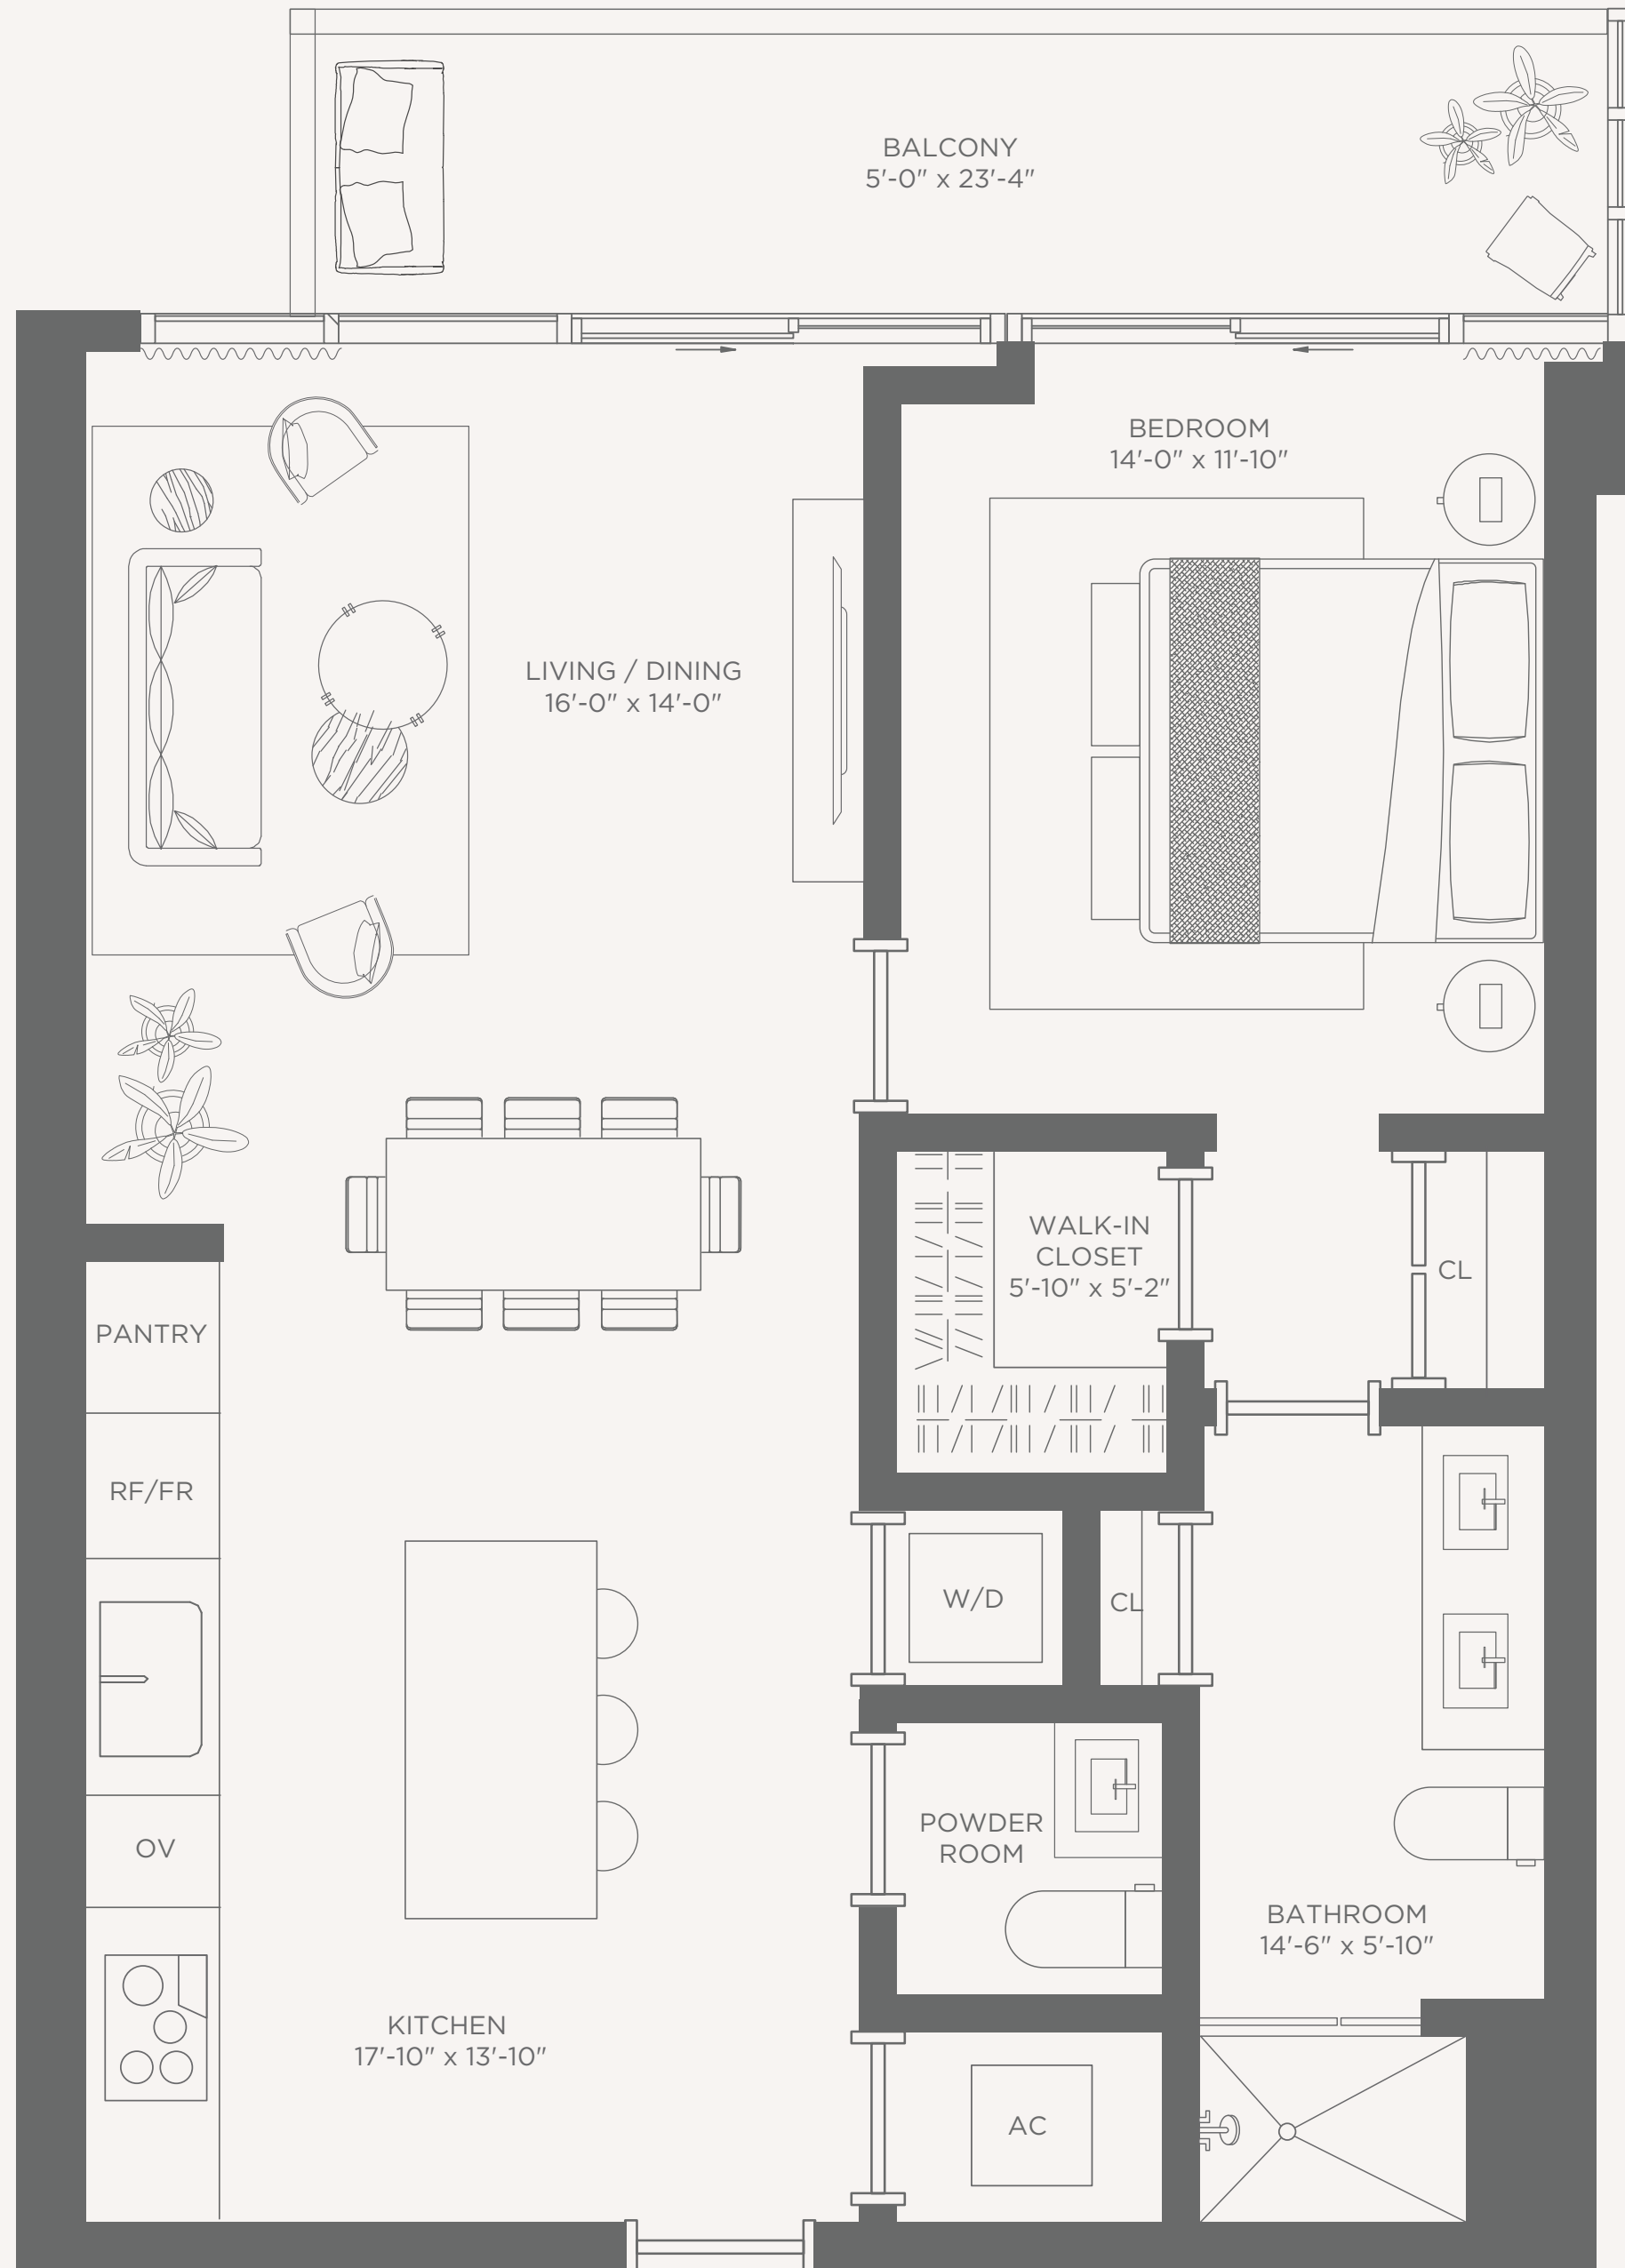 BALCONY
5'-0" x 23'-4"
BEDROOM
14'-0" x 11'-10"
LIVING / DINING
16'-0" x 14'-0"
WALK-IN
CLOSET
5'-10" x 5'-2"
CL
PANTRY
RF/FR
W/D
CL
POWDER
ROOM
OV
BATHROOM
14'-6" x 5'-10"
KITCHEN
17'-10" x 13'-10"
AC